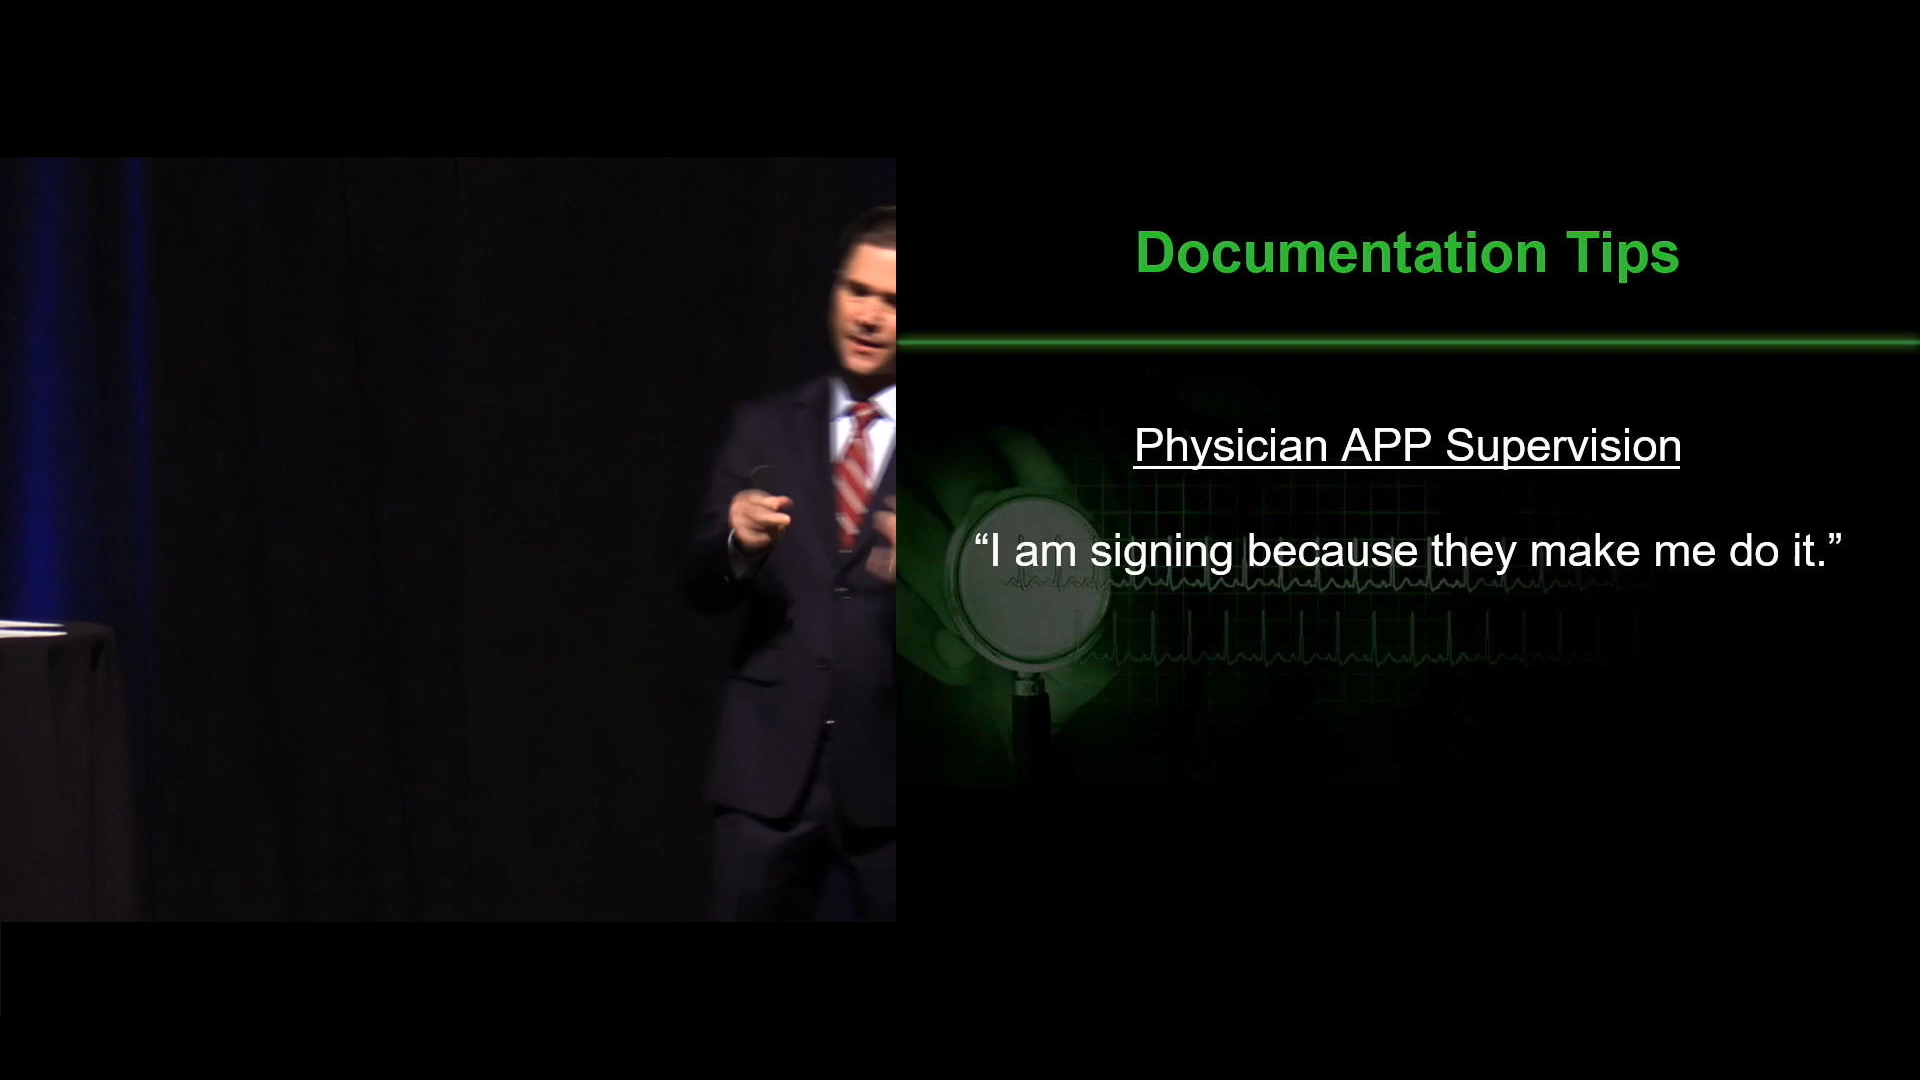 Documentation Tips
Physician APP Supervision
“I am signing because they make me do it.”